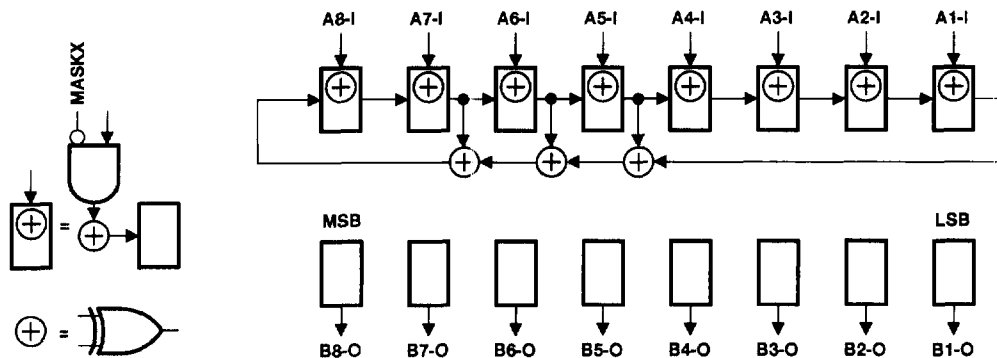 A8-I A7-I A6-I A5-I A4-I A3-I A2-I A1-I
MASKX
=
MSB LSB
=
B8-O B7-O B6-O B5-O B4-O B3-O B2-O B1-O